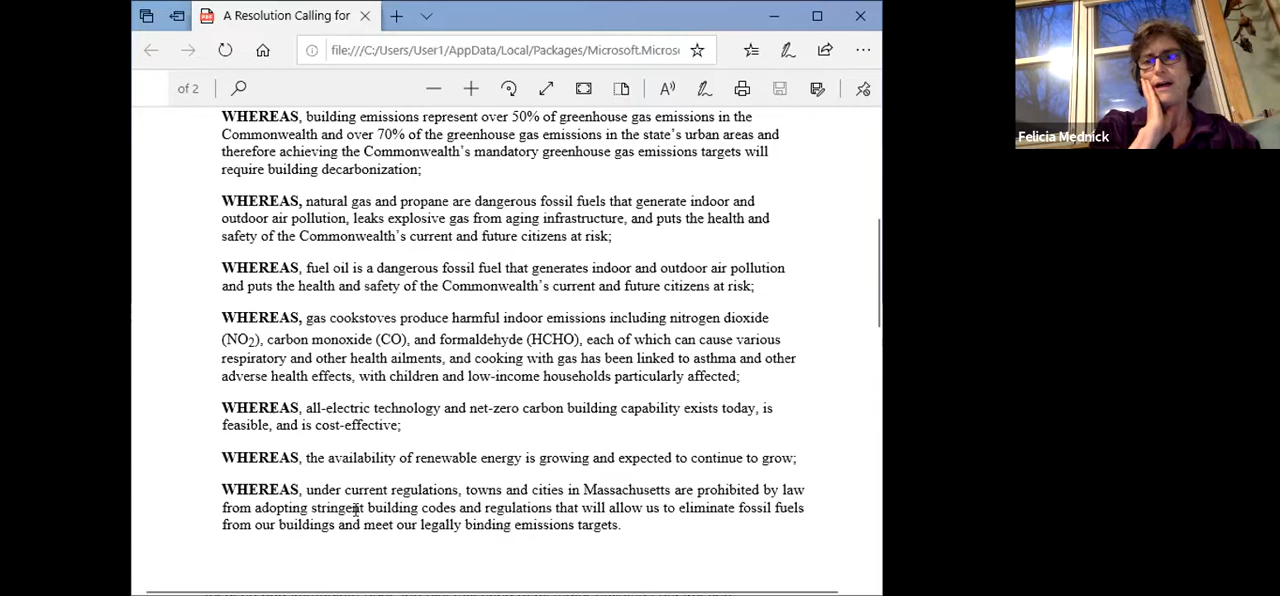 A Resolution Calling for
file:///C:/Users/User1/AppData/Local/Packages/Microsoft.Micros
of 2
WHEREAS, building emissions represent over 50% of greenhouse gas emissions in the
Commonwealth and over 70% of the greenhouse gas emissions in the state's urban areas and
therefore achieving the Commonwealth's mandatory greenhouse gas emissions targets will
require building decarbonization;
WHEREAS, natural gas and propane are dangerous fossil fuels that generate indoor and
outdoor air pollution, leaks explosive gas from aging infrastructure, and puts the health and
safety of the Commonwealth's current and future citizens at risk;
WHEREAS, fuel oil is a dangerous fossil fuel that generates indoor and outdoor air pollution
and puts the health and safety of the Commonwealth's current and future citizens at risk;
WHEREAS, gas cookstoves produce harmful indoor emissions including nitrogen dioxide
(NO2), carbon monoxide (CO), and formaldehyde (HCHO), each of which can cause various
respiratory and other health ailments, and cooking with gas has been linked to asthma and other
adverse health effects, with children and low-income households particularly affected;
WHEREAS, all-electric technology and net-zero carbon building capability exists today, is
feasible, and is cost-effective;
WHEREAS, the availability of renewable energy is growing and expected to continue to grow;
WHEREAS, under current regulations, towns and cities in Massachusetts are prohibited by law
from adopting stringent building codes and regulations that will allow us to eliminate fossil fuels
from our buildings and meet our legally binding emissions targets.
Felicia Mednick